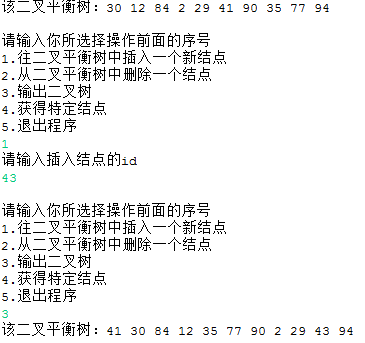 该二叉平衡树：30 12 84 2 29 41 90 35 77 94
请输入你所选择操作前面的序号
1.往二叉平衡树中插入一个新结点
2.从二叉平衡树中删除一个结点
3.输出二叉树
4.获得特定结点
5.退出程序
1
请输入插入结点的id
43
请输入你所选择操作前面的序号
1.往二叉平衡树中插入一个新结点
2.从二叉平衡树中删除一个结点
3.输出二叉树
4.获得特定结点
5.退出程序
3
该二叉平衡树：41 30 84 12 35 77 90 2 29 43 94